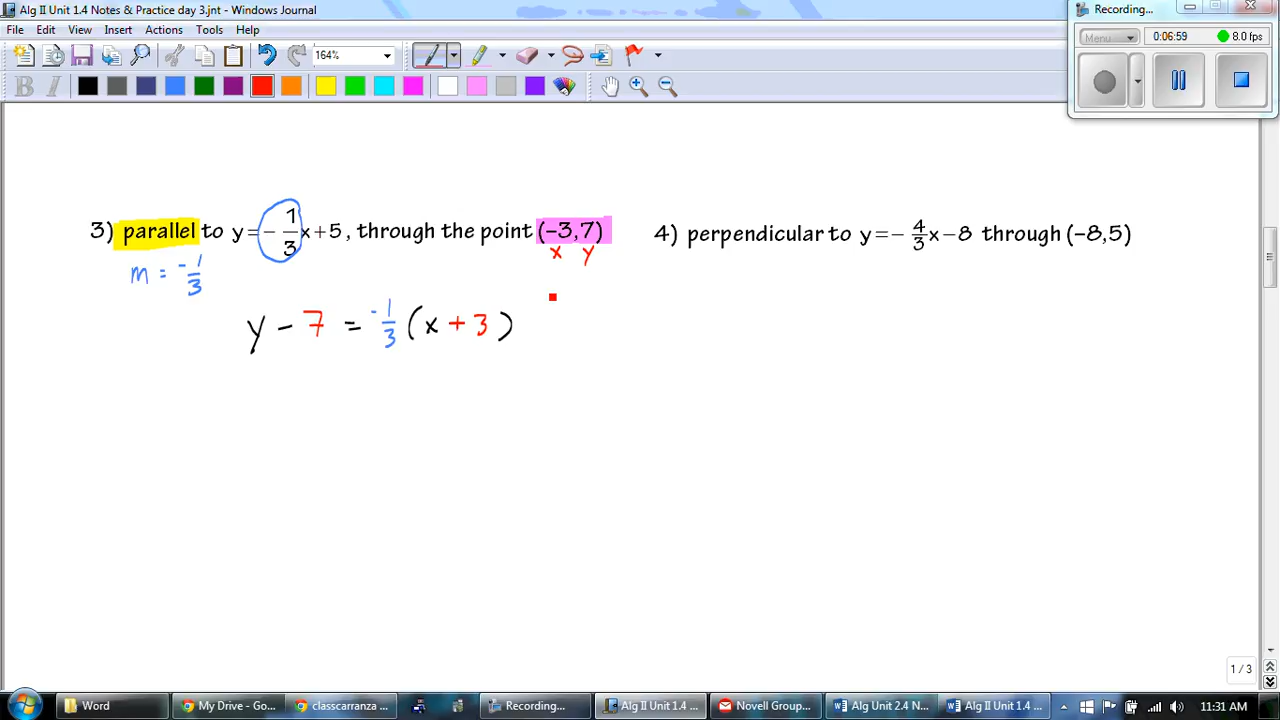 Alg II Unit 1.4 Notes & Practice day 3.jnt - Windows Journal
Recording...
File Edit View Insert Actions Tools Help
Menu
0:06:59
8.0 fps
164%
B I
3) parallel to y = - 1/3 x + 5, through the point (-3,7)
4) perpendicular to y = - 4/3 x - 8 through (-8,5)
m = -1/3
x y
y - 7 = -1/3 (x + 3)
1 / 3
Word
My Drive - Go...
classcarranza ...
Recording...
Alg II Unit 1.4 ...
Novell Group...
Alg II 2.4 N...
Alg II Unit 1.4 ...
11:31 AM